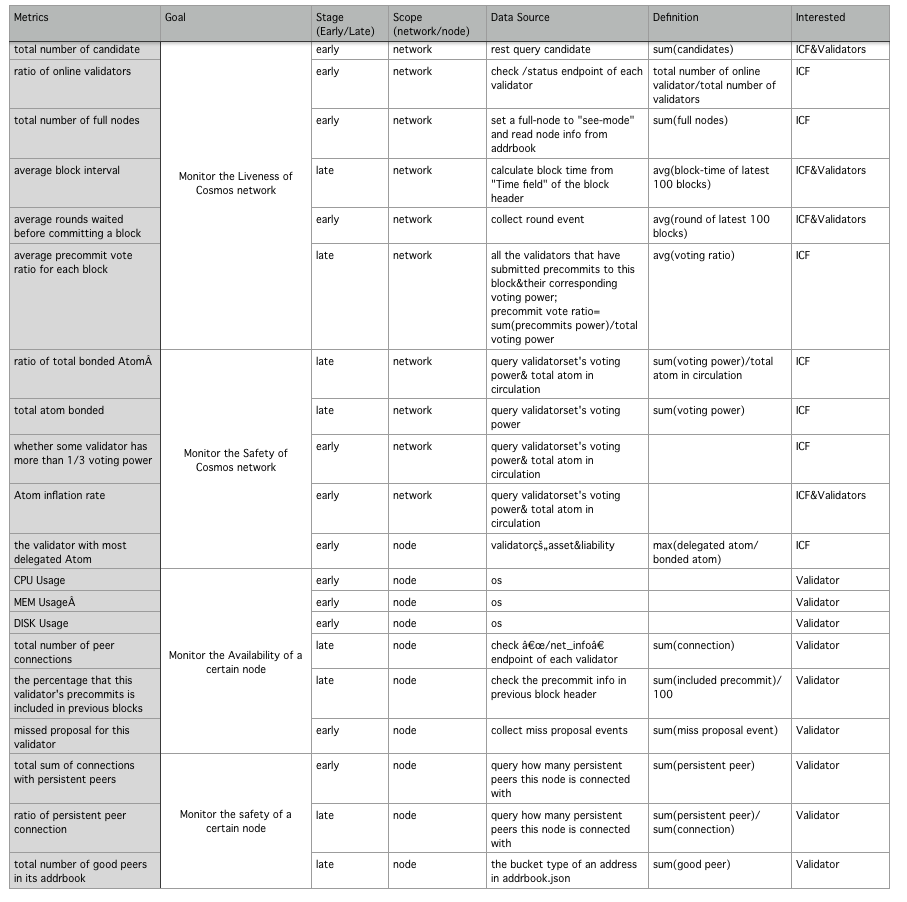 Metrics
Goal
Stage
(Early/Late)
Scope
(network/node)
Data Source
Definition
Interested
total number of candidate
early
network
rest query candidate
sum(candidates)
ICF&Validators
ratio of online validators
early
network
check /status endpoint of each
validator
total number of online
validator/total number of
validators
ICF
total number of full nodes
early
network
set a full-node to "see-mode"
and read node info from
addrbook
sum(full nodes)
ICF
Monitor the Liveness of
Cosmos network
average block interval
late
network
calculate block time from
"Time field" of the block
header
avg(block-time of latest
100 blocks)
ICF&Validators
average rounds waited
before committing a block
early
network
collect round event
avg(round of latest 100
blocks)
ICF&Validators
average precommit vote
ratio for each block
late
network
all the validators that have
submitted precommits to this
block&their corresponding
voting power;
precommit vote ratio=
sum(precommits power)/total
voting power
avg(voting ratio)
ICF
ratio of total bonded AtomÂ
late
network
query validatorset's voting
power& total atom in
circulation
sum(voting power)/total
atom in circulation
ICF
total atom bonded
late
network
query validatorset's voting
power
sum(voting power)
ICF
whether some validator has
more than 1/3 voting power
Monitor the Safety of
Cosmos network
early
network
query validatorset's voting
power& total atom in
circulation
ICF
Atom inflation rate
early
network
query validatorset's voting
power& total atom in
circulation
ICF&Validators
the validator with most
delegated Atom
early
node
validatorçš„asset&liability
max(delegated atom/
bonded atom)
ICF
CPU Usage
early
node
os
Validator
MEM UsageÂ
early
node
os
Validator
DISK Usage
early
node
os
Validator
total number of peer
connections
Monitor the Availability of a
certain node
late
node
check â€œ/net_infoâ€
endpoint of each validator
sum(connection)
Validator
the percentage that this
validator's precommits is
included in previous blocks
late
node
check the precommit info in
previous block header
sum(included precommit)/
100
Validator
missed proposal for this
validator
early
node
collect miss proposal events
sum(miss proposal event)
Validator
total sum of connections
with persistent peers
early
node
query how many persistent
peers this node is connected
with
sum(persistent peer)
Validator
ratio of persistent peer
connection
Monitor the safety of a
certain node
late
node
query how many persistent
peers this node is connected
with
sum(persistent peer)/
sum(connection)
Validator
total number of good peers
in its addrbook
late
node
the bucket type of an address
in addrbook.json
sum(good peer)
Validator